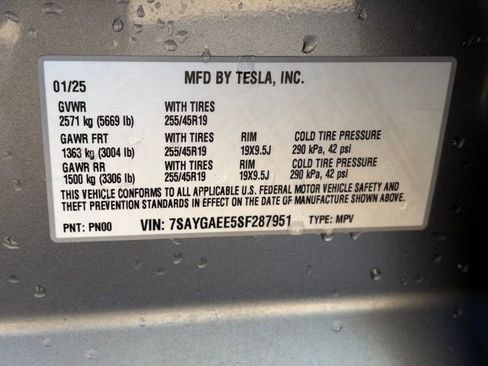 MFD BY TESLA, INC.
01/25
GVWR WITH TIRES
2571 kg (5669 lb) 255/45R19
GAWR FRT WITH TIRES RIM COLD TIRE PRESSURE
1363 kg (3004 lb) 255/45R19 19X9.5J 290 kPa, 42 psi
GAWR RR WITH TIRES RIM COLD TIRE PRESSURE
1500 kg (3306 lb) 255/45R19 19X9.5J 290 kPa, 42 psi
THIS VEHICLE CONFORMS TO ALL APPLICABLE U.S. FEDERAL MOTOR VEHICLE SAFETY AND
THEFT PREVENTION STANDARDS IN EFFECT ON THE DATE OF MANUFACTURE SHOWN ABOVE.
PNT: PN00 VIN: 7SAYGAEE5SF287951 TYPE: MPV